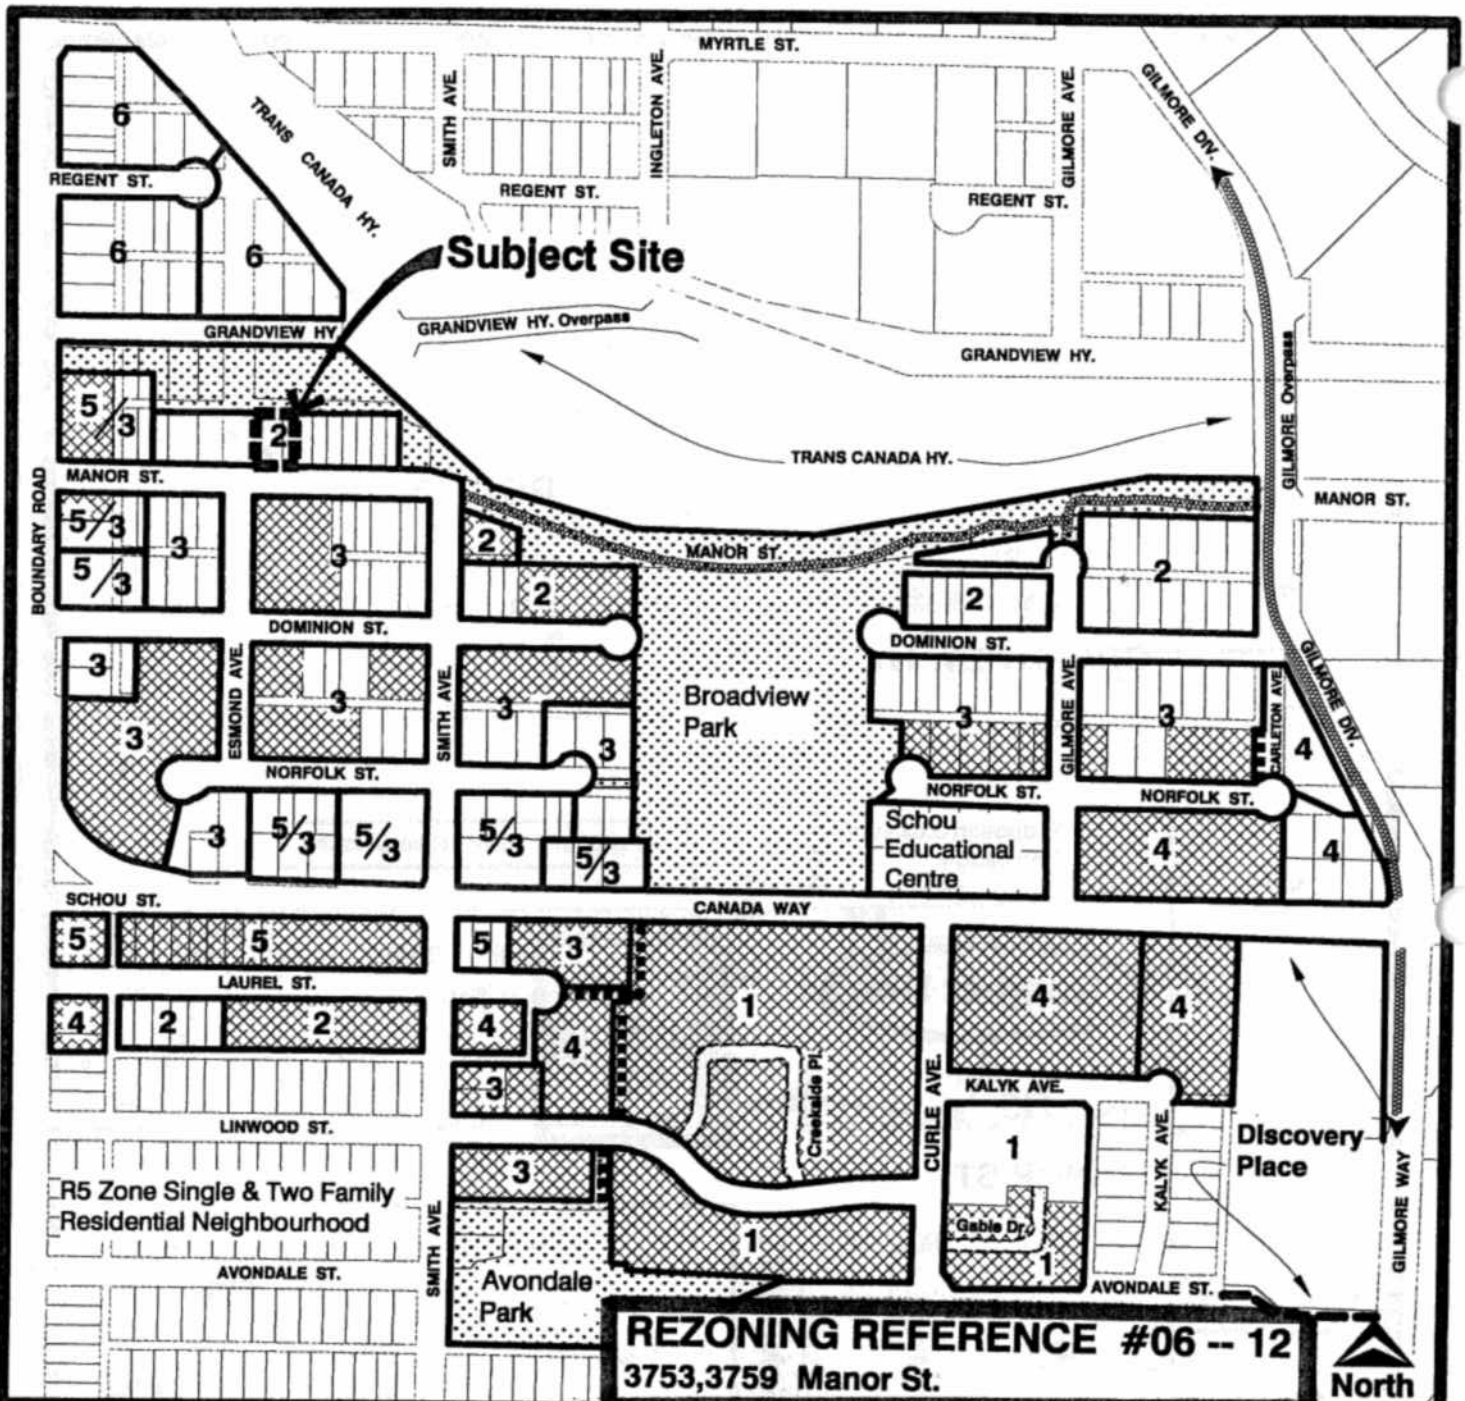 MYRTLE ST.
GILMORE DIV.
TRANS CANADA HY.
SMITH AVE.
INGLETON AVE.
GILMORE AVE.
6
REGENT ST.
REGENT ST.
REGENT ST.
6
6
Subject Site
GRANDVIEW HY.
GRANDVIEW HY. Overpass
GRANDVIEW HY.
GILMORE Overpass
5/3
2
TRANS CANADA HY.
BOUNDARY ROAD
MANOR ST.
MANOR ST.
5/3
3
3
2
MANOR ST.
2
5/3
2
2
DOMINION ST.
DOMINION ST.
GILMORE DIV.
3
ESMOND AVE.
3
SMITH AVE.
3
3
Broadview
Park
3
GILMORE AVE.
3
CARLETON AVE.
4
3
NORFOLK ST.
NORFOLK ST.
NORFOLK ST.
3
5/3
5/3
5/3
5/3
Schou
Educational
Centre
4
4
SCHOU ST.
CANADA WAY
5
5
5
3
LAUREL ST.
1
4
4
4
2
2
4
4
Creekside Pl.
CURLE AVE.
KALYK AVE.
3
LINWOOD ST.
1
KALYK AVE.
Discovery
Place
3
R5 Zone Single & Two Family
Residential Neighbourhood
SMITH AVE.
1
Gable Dr.
1
GILMORE WAY
AVONDALE ST.
AVONDALE ST.
Avondale
Park
REZONING REFERENCE #06 -- 12
3753,3759 Manor St.
North